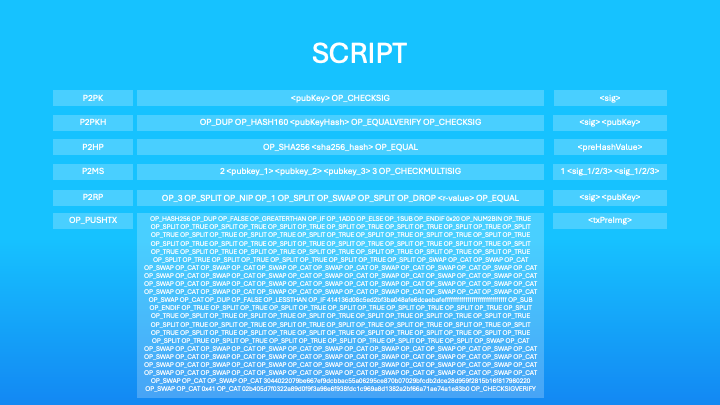 SCRIPT
P2PK
<pubKey> OP_CHECKSIG
<sig>
P2PKH
OP_DUP OP_HASH160 <pubKeyHash> OP_EQUALVERIFY OP_CHECKSIG
<sig> <pubKey>
P2HP
OP_SHA256 <sha256_hash> OP_EQUAL
<preHashValue>
P2MS
2 <pubkey_1> <pubkey_2> <pubkey_3> 3 OP_CHECKMULTISIG
1 <sig_1/2/3> <sig_1/2/3>
P2RP
OP_3 OP_SPLIT OP_NIP OP_1 OP_SPLIT OP_SWAP OP_SPLIT OP_DROP <r-value> OP_EQUAL
<sig> <pubKey>
OP_PUSHTX
OP_HASH256 OP_DUP OP_FALSE OP_GREATERTHAN OP_IF OP_1ADD OP_ELSE OP_1SUB OP_ENDIF 0x20 OP_NUM2BIN OP_TRUE
OP_SPLIT OP_TRUE OP_SPLIT OP_TRUE OP_SPLIT OP_TRUE OP_SPLIT OP_TRUE OP_SPLIT OP_TRUE OP_SPLIT OP_TRUE OP_SPLIT
OP_TRUE OP_SPLIT OP_TRUE OP_SPLIT OP_TRUE OP_SPLIT OP_TRUE OP_SPLIT OP_TRUE OP_SPLIT OP_TRUE OP_SPLIT OP_TRUE
OP_SPLIT OP_TRUE OP_SPLIT OP_TRUE OP_SPLIT OP_TRUE OP_SPLIT OP_TRUE OP_SPLIT OP_TRUE OP_SPLIT OP_TRUE OP_SPLIT
OP_TRUE OP_SPLIT OP_TRUE OP_SPLIT OP_TRUE OP_SPLIT OP_TRUE OP_SPLIT OP_TRUE OP_SPLIT OP_TRUE OP_SPLIT OP_TRUE
OP_SPLIT OP_TRUE OP_SPLIT OP_TRUE OP_SPLIT OP_TRUE OP_SPLIT OP_TRUE OP_SPLIT OP_SWAP OP_CAT OP_SWAP OP_CAT
OP_SWAP OP_CAT OP_SWAP OP_CAT OP_SWAP OP_CAT OP_SWAP OP_CAT OP_SWAP OP_CAT OP_SWAP OP_CAT OP_SWAP OP_CAT
OP_SWAP OP_CAT OP_SWAP OP_CAT OP_SWAP OP_CAT OP_SWAP OP_CAT OP_SWAP OP_CAT OP_SWAP OP_CAT OP_SWAP OP_CAT
OP_SWAP OP_CAT OP_SWAP OP_CAT OP_SWAP OP_CAT OP_SWAP OP_CAT OP_SWAP OP_CAT OP_SWAP OP_CAT OP_SWAP OP_CAT
OP_SWAP OP_CAT OP_SWAP OP_CAT OP_SWAP OP_CAT OP_SWAP OP_CAT OP_SWAP OP_CAT OP_SWAP OP_CAT OP_SWAP OP_CAT
OP_SWAP OP_CAT OP_DUP OP_FALSE OP_LESSTHAN OP_IF OP_SUB
OP_ENDIF OP_TRUE OP_SPLIT OP_TRUE OP_SPLIT OP_TRUE OP_SPLIT OP_TRUE OP_SPLIT OP_TRUE OP_SPLIT OP_TRUE OP_SPLIT
OP_TRUE OP_SPLIT OP_TRUE OP_SPLIT OP_TRUE OP_SPLIT OP_TRUE OP_SPLIT OP_TRUE OP_SPLIT OP_TRUE OP_SPLIT OP_TRUE
OP_SPLIT OP_TRUE OP_SPLIT OP_TRUE OP_SPLIT OP_TRUE OP_SPLIT OP_TRUE OP_SPLIT OP_TRUE OP_SPLIT OP_TRUE OP_SPLIT
OP_TRUE OP_SPLIT OP_TRUE OP_SPLIT OP_TRUE OP_SPLIT OP_TRUE OP_SPLIT OP_TRUE OP_SPLIT OP_TRUE OP_SPLIT OP_TRUE
OP_SPLIT OP_TRUE OP_SPLIT OP_TRUE OP_SPLIT OP_TRUE OP_SPLIT OP_TRUE OP_SPLIT OP_TRUE OP_SPLIT OP_SWAP OP_CAT
OP_SWAP OP_CAT OP_SWAP OP_CAT OP_SWAP OP_CAT OP_SWAP OP_CAT OP_SWAP OP_CAT OP_SWAP OP_CAT OP_SWAP OP_CAT
OP_SWAP OP_CAT OP_SWAP OP_CAT OP_SWAP OP_CAT OP_SWAP OP_CAT OP_SWAP OP_CAT OP_SWAP OP_CAT OP_SWAP OP_CAT
OP_SWAP OP_CAT OP_SWAP OP_CAT OP_SWAP OP_CAT OP_SWAP OP_CAT OP_SWAP OP_CAT OP_SWAP OP_CAT OP_SWAP OP_CAT
OP_SWAP OP_CAT OP_SWAP OP_CAT OP_SWAP OP_CAT OP_SWAP OP_CAT OP_SWAP OP_CAT OP_SWAP OP_CAT OP_SWAP OP_CAT
OP_SWAP OP_CAT OP_SWAP OP_CAT 3044022079be667ef9dcbbac55a06295ce870b07029bfcdb2dce28d959f2815b16f817980220
OP_SWAP OP_CAT 0x41 OP_CAT 02b405d7f0322a89d0f9f3a98e6f938fdc1c969a8d1382a2bf66a71ae74a1e83b0 OP_CHECKSIGVERIFY
<txPreImg>